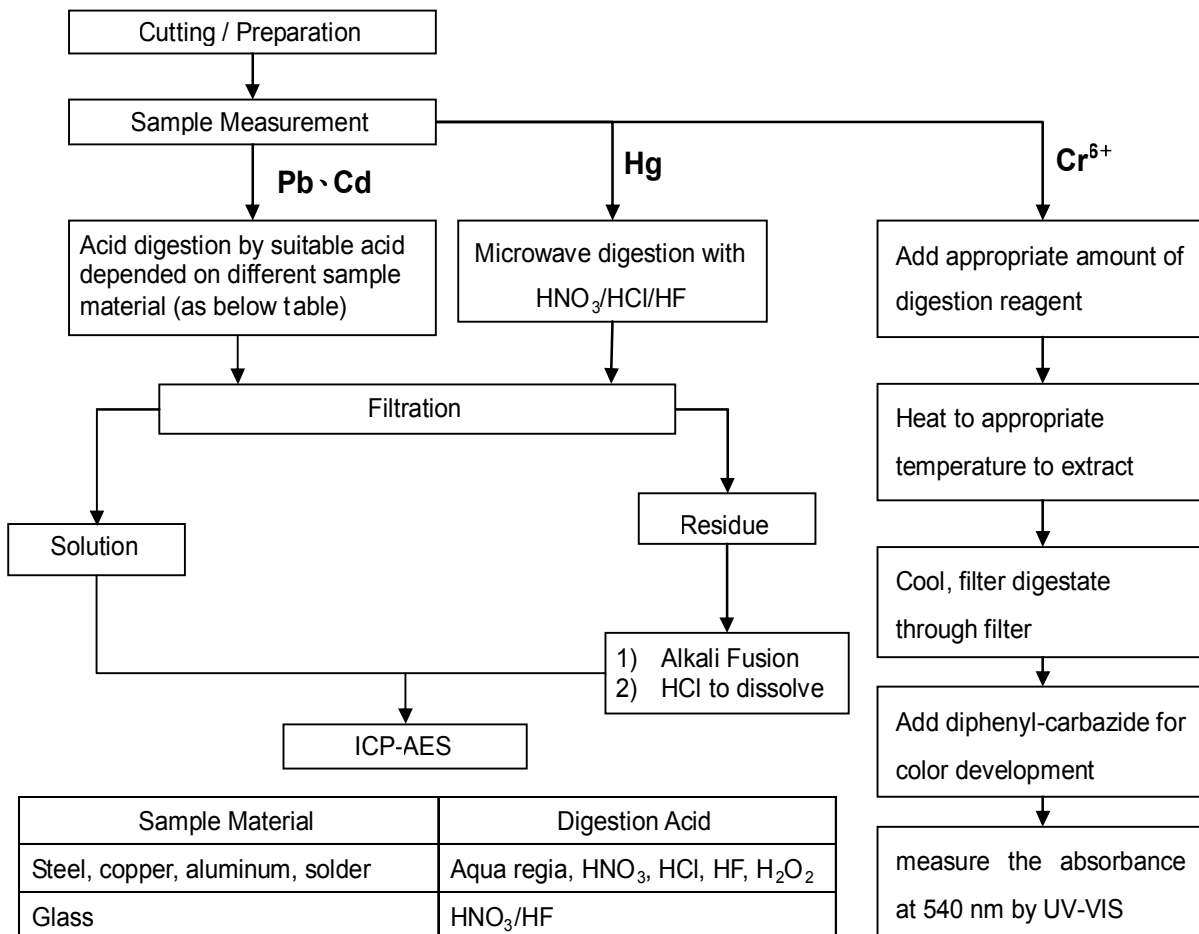 Cutting / Preparation
Sample Measurement
Pb、Cd
Hg
Cr⁶⁺
Acid digestion by suitable acid
depended on different sample
material (as below table)
Microwave digestion with
HNO₃/HCl/HF
Add appropriate amount of
digestion reagent
Filtration
Heat to appropriate
temperature to extract
Solution
Residue
Cool, filter digestate
through filter
1) Alkali Fusion
2) HCl to dissolve
ICP-AES
Add diphenyl-carbazide for
color development
Sample Material Digestion Acid
Steel, copper, aluminum, solder Aqua regia, HNO₃, HCl, HF, H₂O₂
Glass HNO₃/HF
measure the absorbance
at 540 nm by UV-VIS